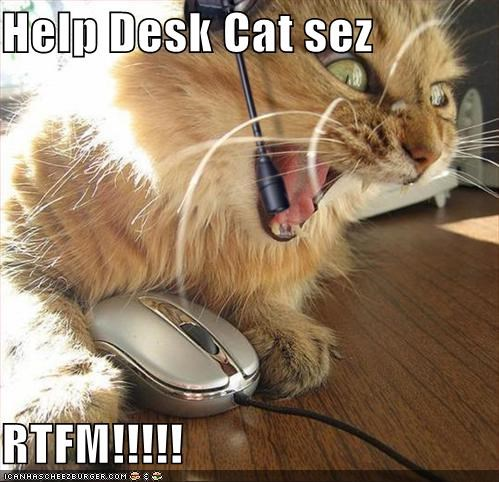 Help Desk Cat sez
RTFM!!!!!
ICANHASCHEEZBURGER.COM